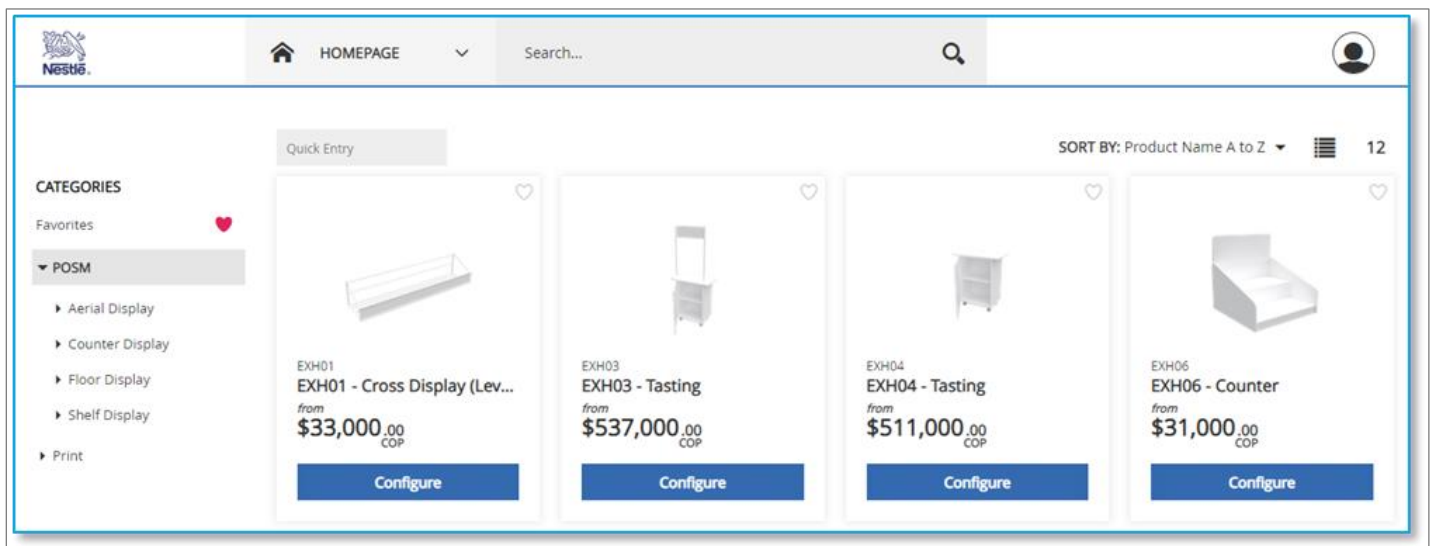 Nestlé.
HOMEPAGE
Search...
Quick Entry
SORT BY: Product Name A to Z
12
CATEGORIES
Favorites
POSM
Aerial Display
Counter Display
Floor Display
Shelf Display
Print
EXH01
EXH01 - Cross Display (Lev...
from
$33,000.00
COP
Configure
EXH03
EXH03 - Tasting
from
$537,000.00
COP
Configure
EXH04
EXH04 - Tasting
from
$511,000.00
COP
Configure
EXH06
EXH06 - Counter
from
$31,000.00
COP
Configure